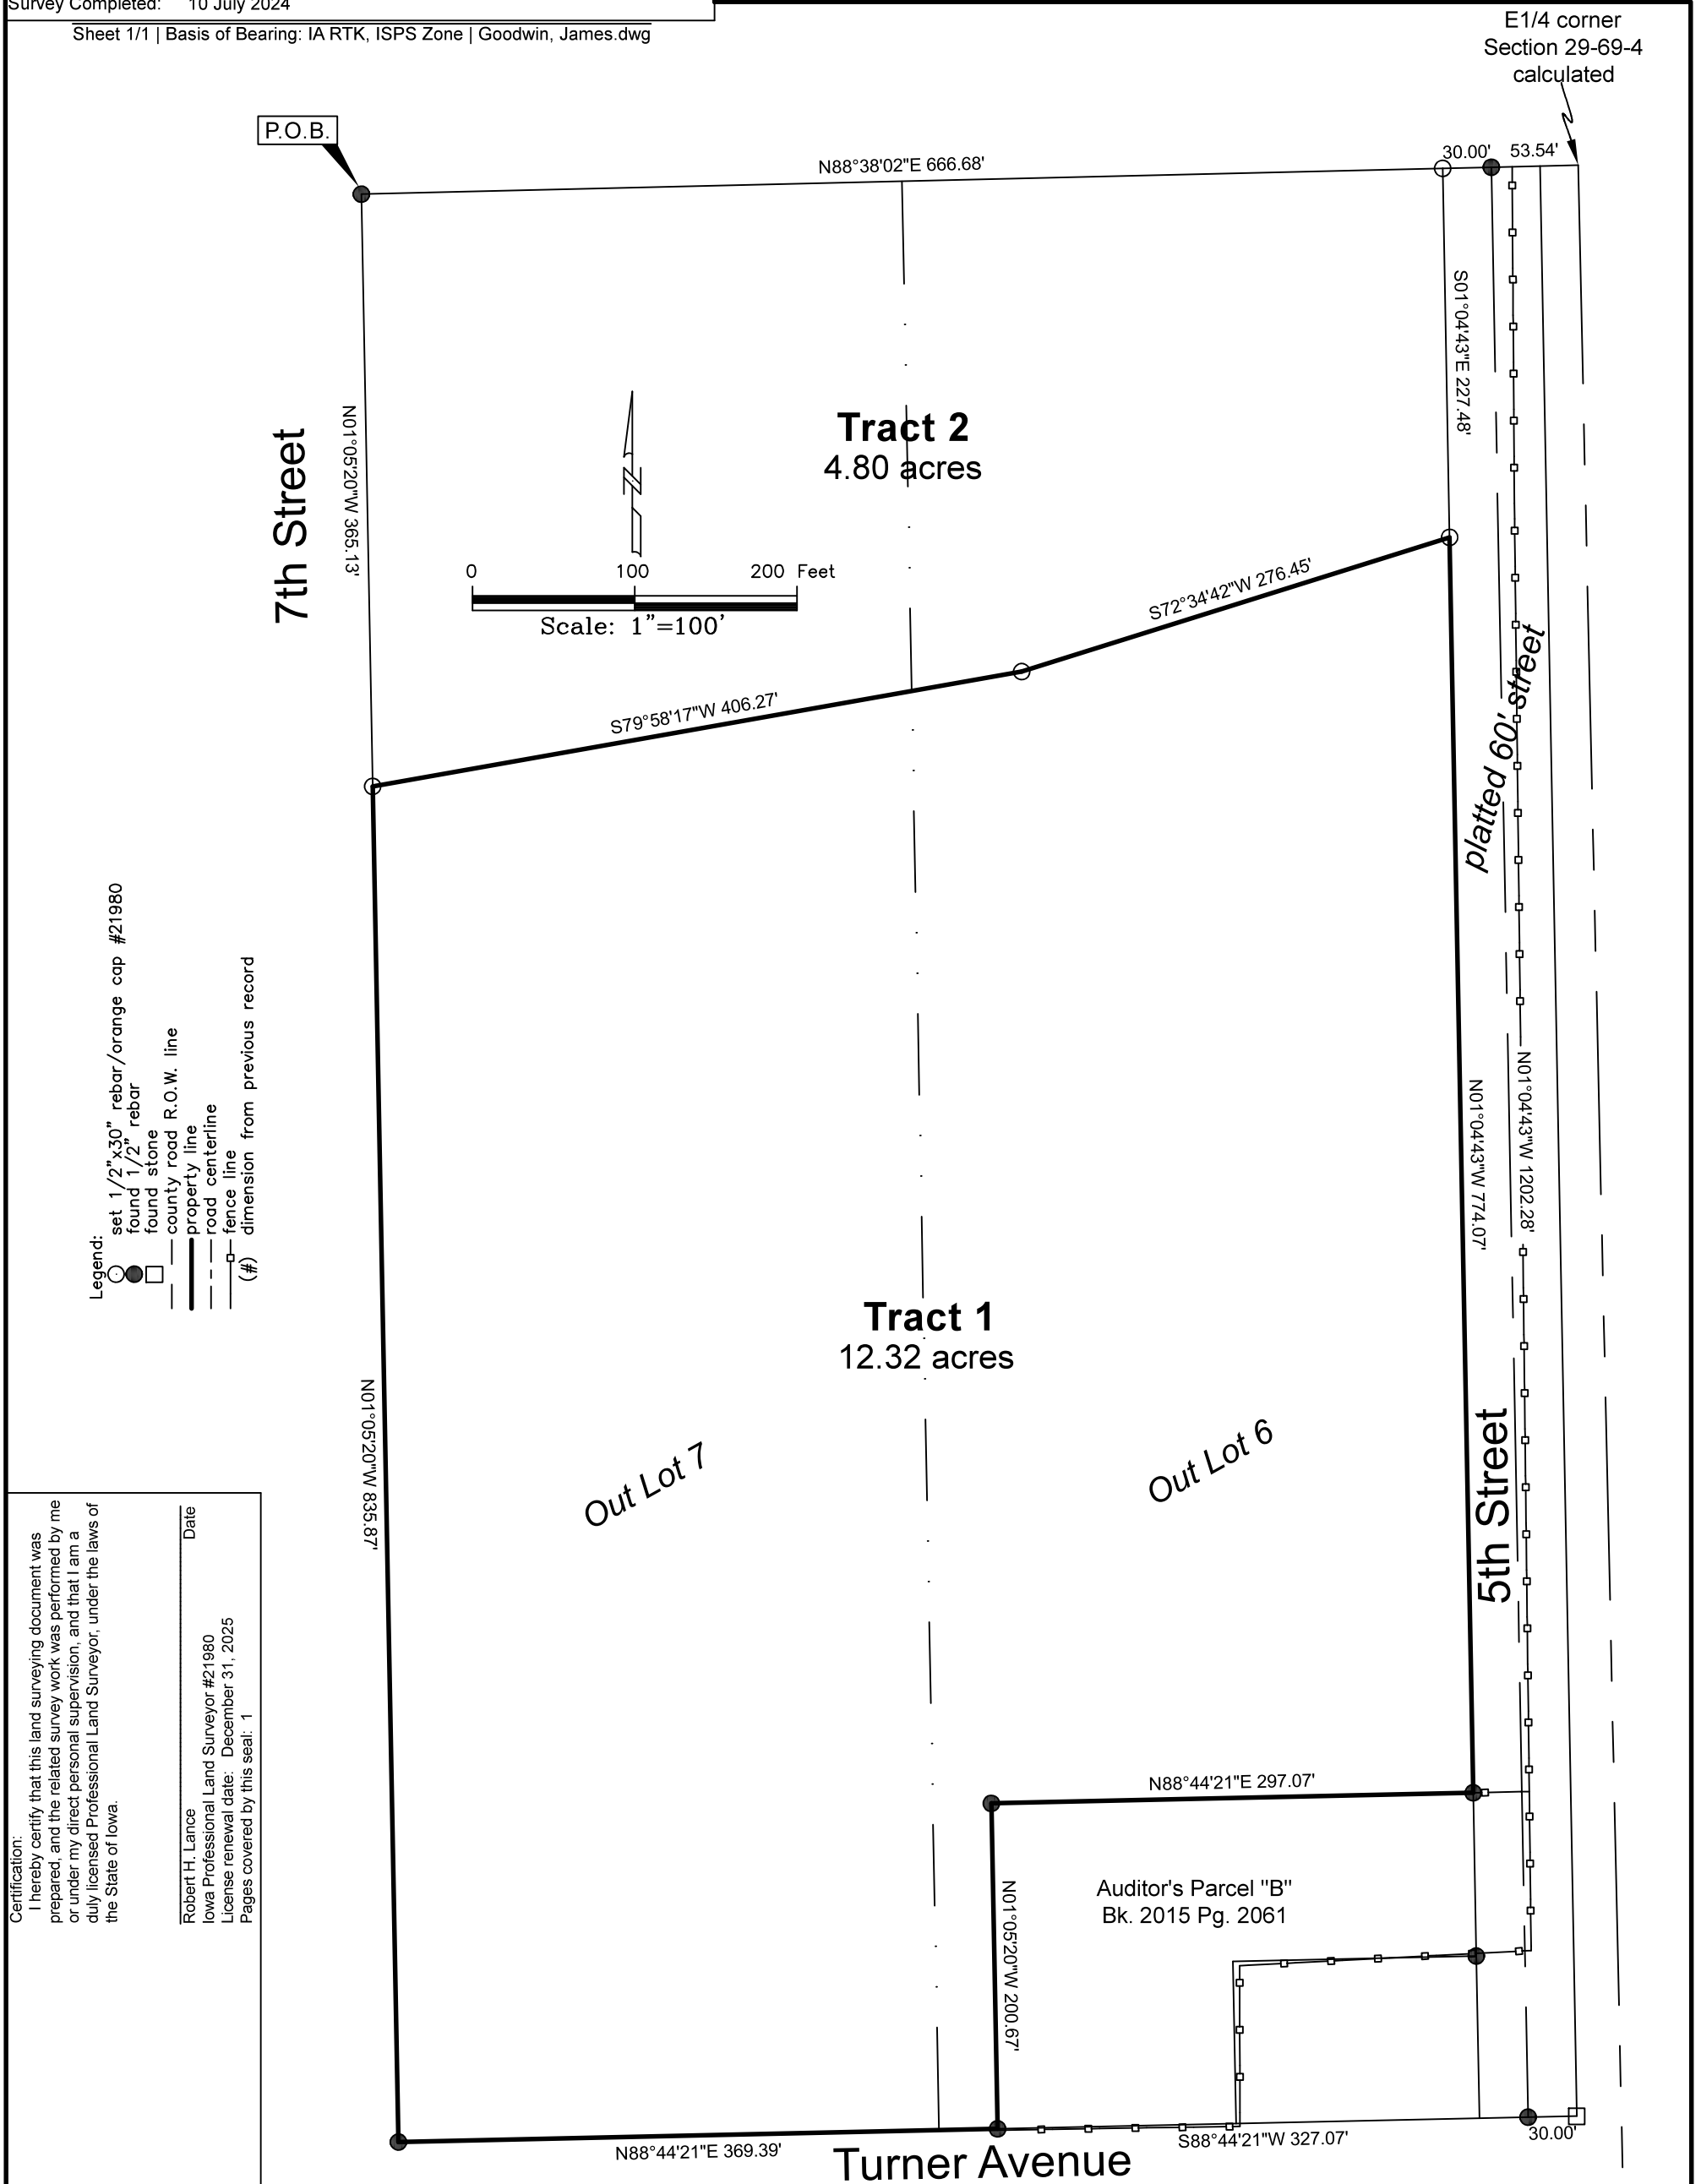 Survey Completed: 10 July 2024
Sheet 1/1 | Basis of Bearing: IA RTK, ISPS Zone | Goodwin, James.dwg
E1/4 corner
Section 29-69-4
calculated
P.O.B.
N88°38'02"E 666.68'
30.00'
53.54'
S01°04'43"E 227.48'
N01°05'20"W 365.13'
7th Street
Tract 2
4.80 acres
N
0 100 200 Feet
Scale: 1"=100'
S72°34'42"W 276.45'
S79°58'17"W 406.27'
platted 60' street
Legend:
set 1/2"x30" rebar/orange cap #21980
found 1/2" rebar
found stone
county road R.O.W. line
property line
road centerline
fence line
(#) dimension from previous record
N01°04'43"W 774.07'
N01°04'43"W 1202.28'
Tract 1
12.32 acres
N01°05'20"W 835.87'
Out Lot 7
Out Lot 6
5th Street
Certification:
I hereby certify that this land surveying document was
prepared, and the related survey work was performed by me
or under my direct personal supervision, and that I am a
duly licensed Professional Land Surveyor, under the laws of
the State of Iowa.
Robert H. Lance Date
Iowa Professional Land Surveyor #21980
License renewal date: December 31, 2025
Pages covered by this seal: 1
N88°44'21"E 297.07'
Auditor's Parcel "B"
Bk. 2015 Pg. 2061
N01°05'20"W 200.67'
N88°44'21"E 369.39'
Turner Avenue
S88°44'21"W 327.07'
30.00'